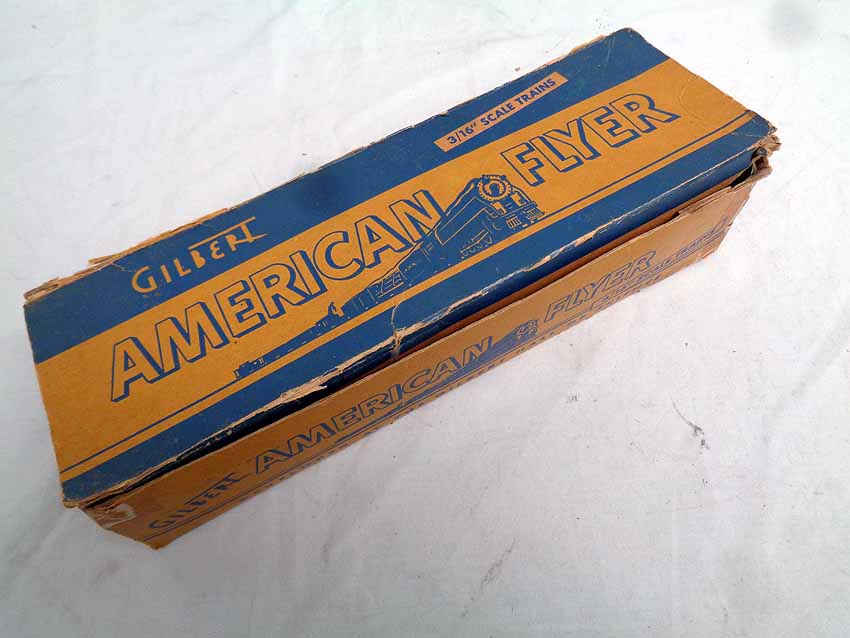 3/16" SCALE TRAINS
GILBERT
AMERICAN FLYER
GILBERT AMERICAN FLYER